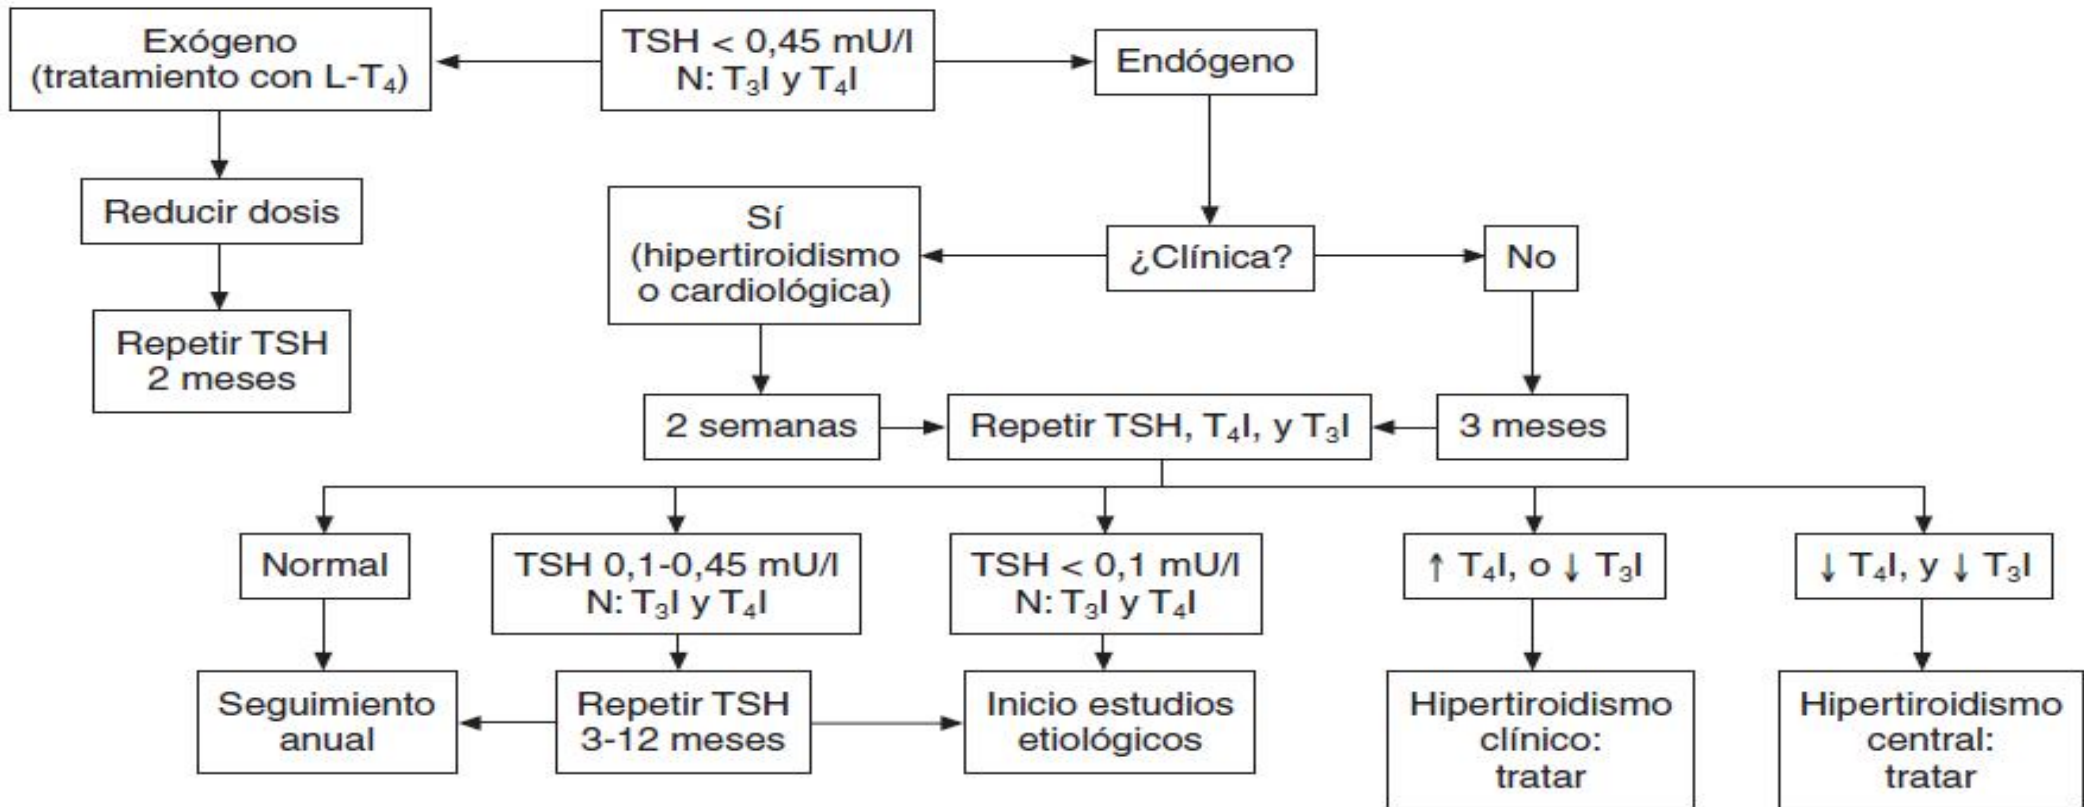 Exógeno
(tratamiento con L-T₄)
TSH < 0,45 mU/l
N: T₃l y T₄l
Endógeno
Reducir dosis
Sí
(hipertiroidismo
o cardiológica)
¿Clínica?
No
Repetir TSH
2 meses
2 semanas
Repetir TSH, T₄l, y T₃l
3 meses
Normal
TSH 0,1-0,45 mU/l
N: T₃l y T₄l
TSH < 0,1 mU/l
N: T₃l y T₄l
↑ T₄l, o ↓ T₃l
↓ T₄l, y ↓ T₃l
Seguimiento
anual
Repetir TSH
3-12 meses
Inicio estudios
etiológicos
Hipertiroidismo
clínico:
tratar
Hipertiroidismo
central:
tratar